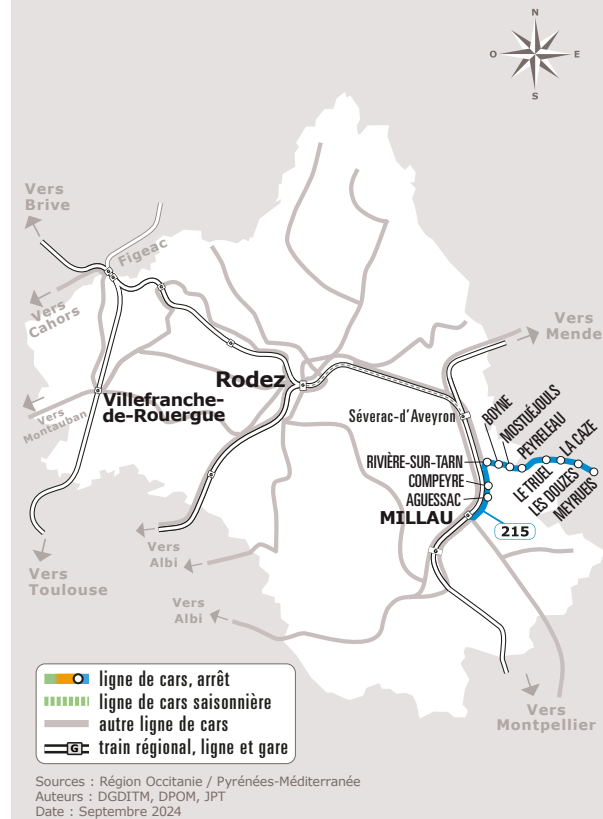 N
O
E
S
Vers
Brive
Figeac
Vers
Cahors
Vers
Mende
Rodez
Villefranche-
de-Rouergue
Vers
Montauban
Séverac-d'Aveyron
BOYNE
MOSTUÉJOULS
PEYRELEAU
LA CAZE
RIVIÈRE-SUR-TARN
COMPEYRE
AGUESSAC
MILLAU
LE TRUEL
LES DOUZES
MEYRUEIS
215
Vers
Toulouse
Vers
Albi
Vers
Albi
Vers
Montpellier
ligne de cars, arrêt
ligne de cars saisonnière
autre ligne de cars
G train régional, ligne et gare
Sources : Région Occitanie / Pyrénées-Méditerranée
Auteurs : DGDITM, DPOM, JPT
Date : Septembre 2024